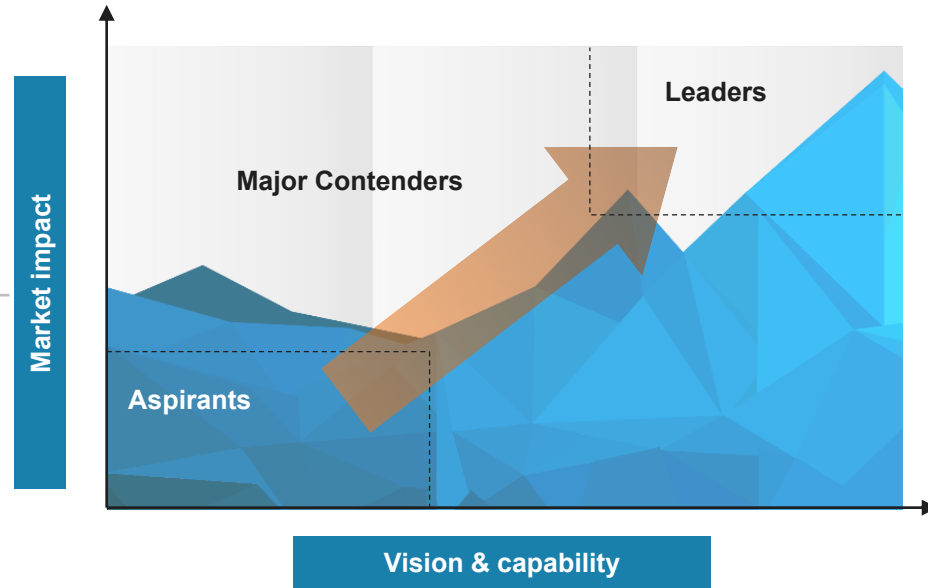 Leaders
Major Contenders
Market impact
Aspirants
Vision & capability